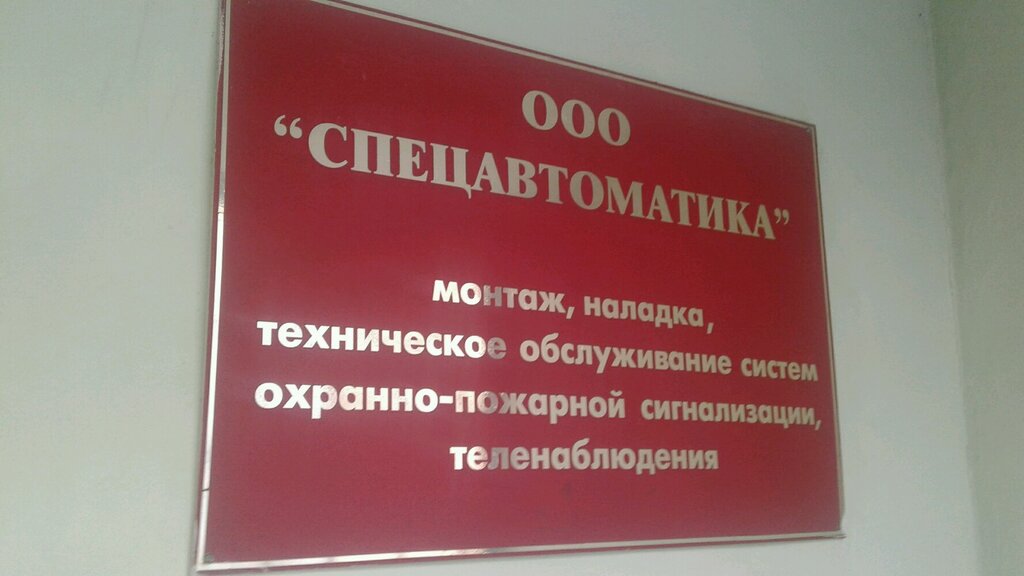 ООО
“СПЕЦАВТОМАТИКА”
монтаж, наладка,
техническое обслуживание систем
охранно-пожарной сигнализации,
теленаблюдения